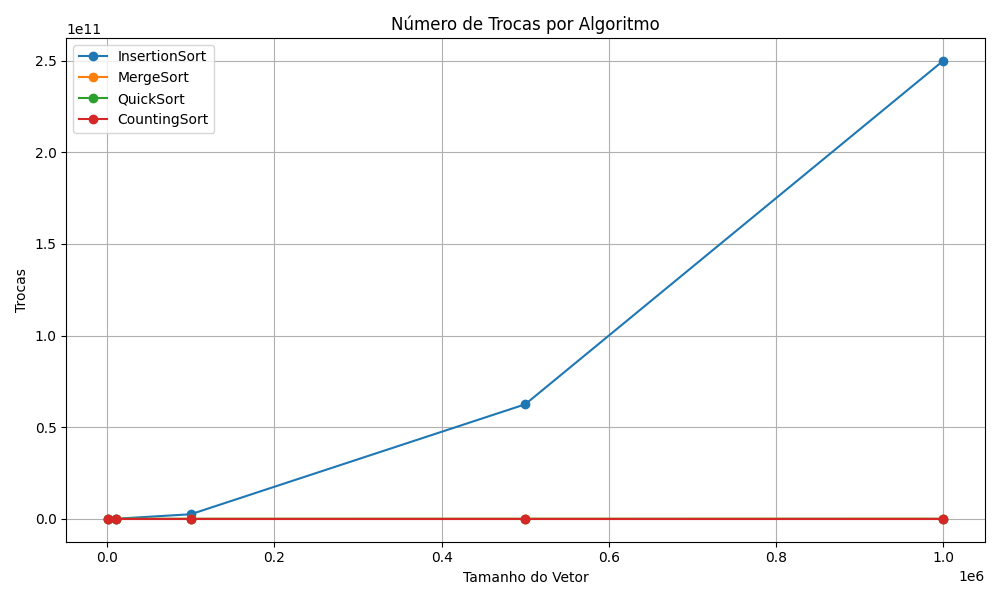 Número de Trocas por Algoritmo
1e11
InsertionSort
MergeSort
QuickSort
CountingSort
2.5
2.0
1.5
1.0
0.5
0.0
Trocas
0.0 0.2 0.4 0.6 0.8 1.0
1e6
Tamanho do Vetor